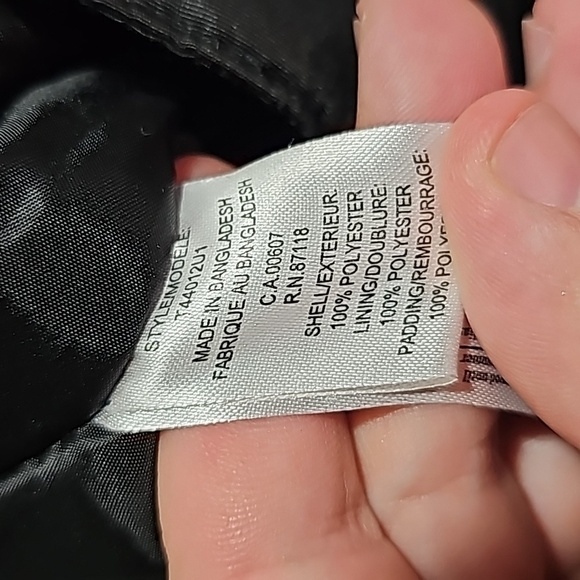 STYLE/MODELE:
T44012U1
MADE IN BANGLADESH
FABRIQUE AU BANGLADESH
C.A.00607
R.N.87118
SHELL/EXTERIEUR:
100% POLYESTER
LINING/DOUBLURE:
100% POLYESTER
PADDING/REMBOURRAGE:
100%